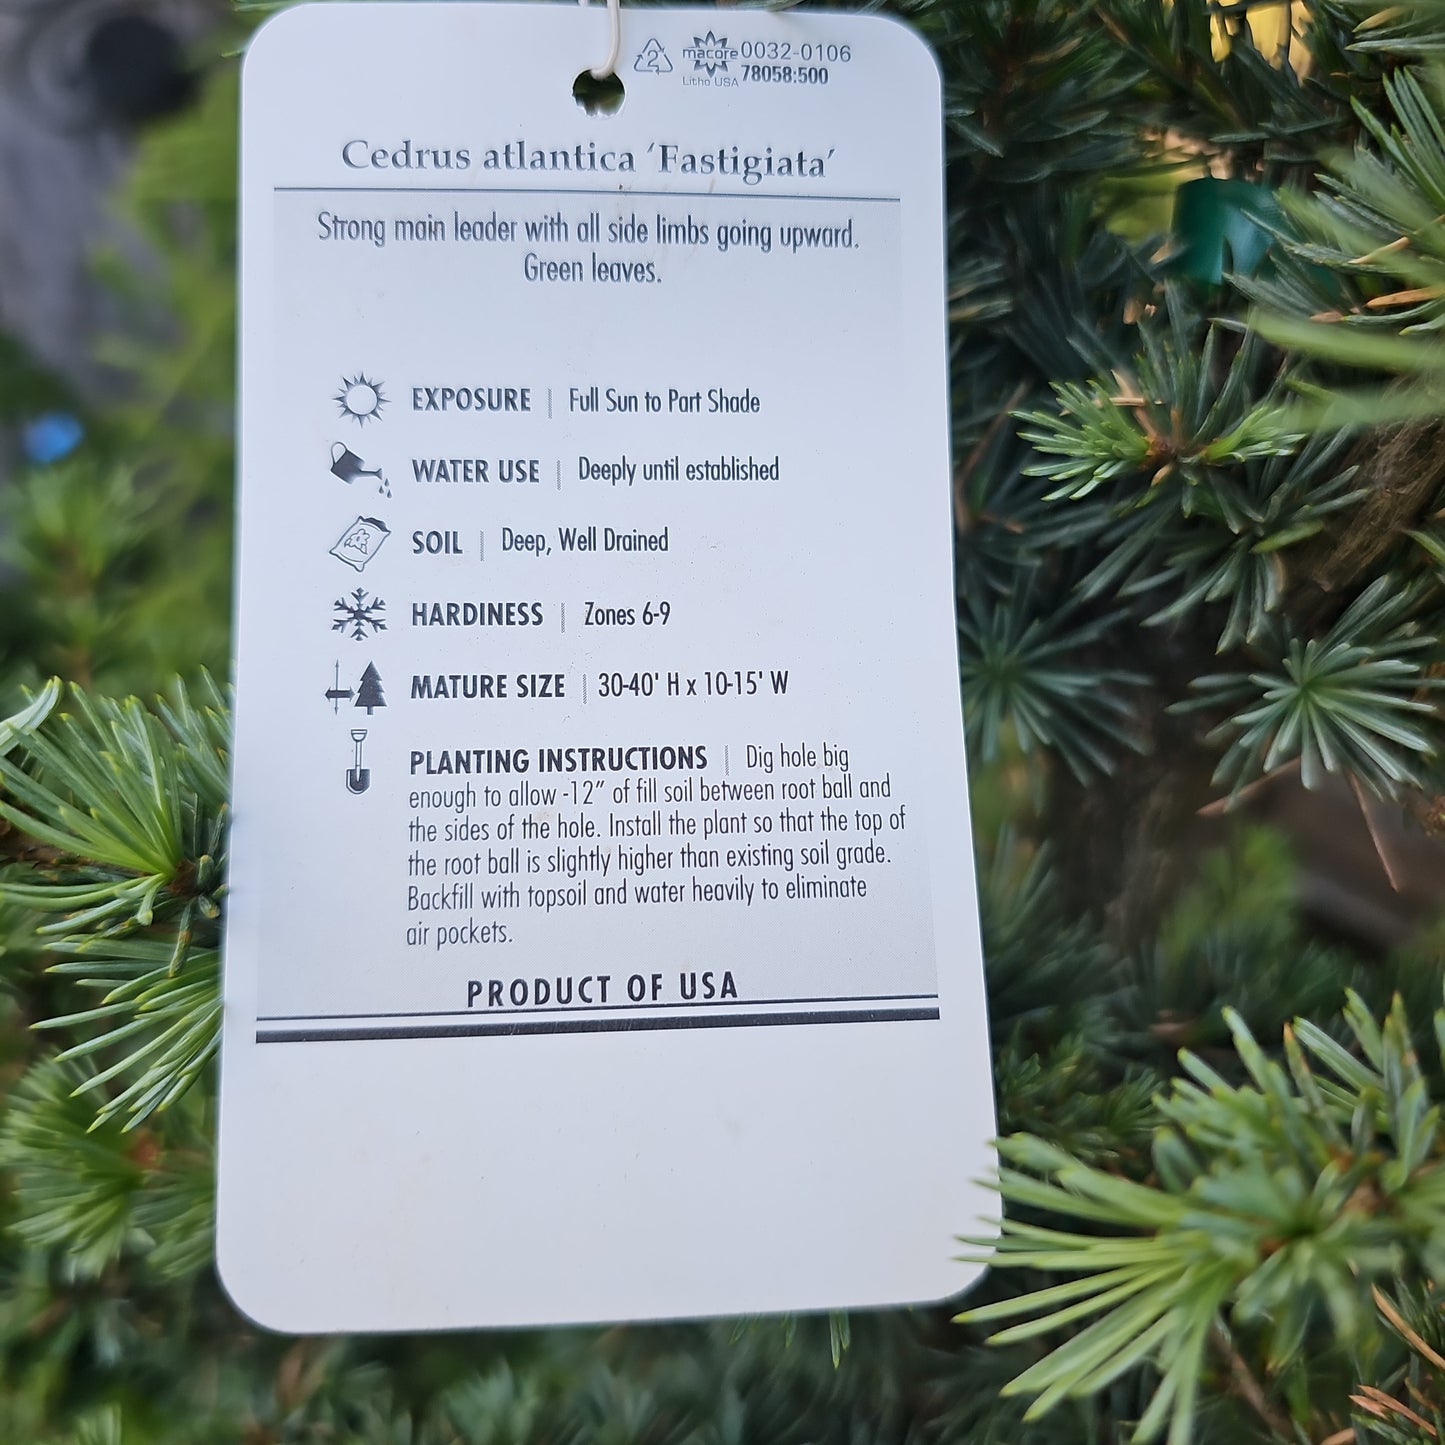 2 macore 0032-0106
Litho USA 78058:500
Cedrus atlantica ‘Fastigiata’
Strong main leader with all side limbs going upward.
Green leaves.
EXPOSURE | Full Sun to Part Shade
WATER USE | Deeply until established
SOIL | Deep, Well Drained
HARDINESS | Zones 6-9
MATURE SIZE | 30-40' H x 10-15' W
PLANTING INSTRUCTIONS | Dig hole big
enough to allow -12” of fill soil between root ball and
the sides of the hole. Install the plant so that the top of
the root ball is slightly higher than existing soil grade.
Backfill with topsoil and water heavily to eliminate
air pockets.
PRODUCT OF USA